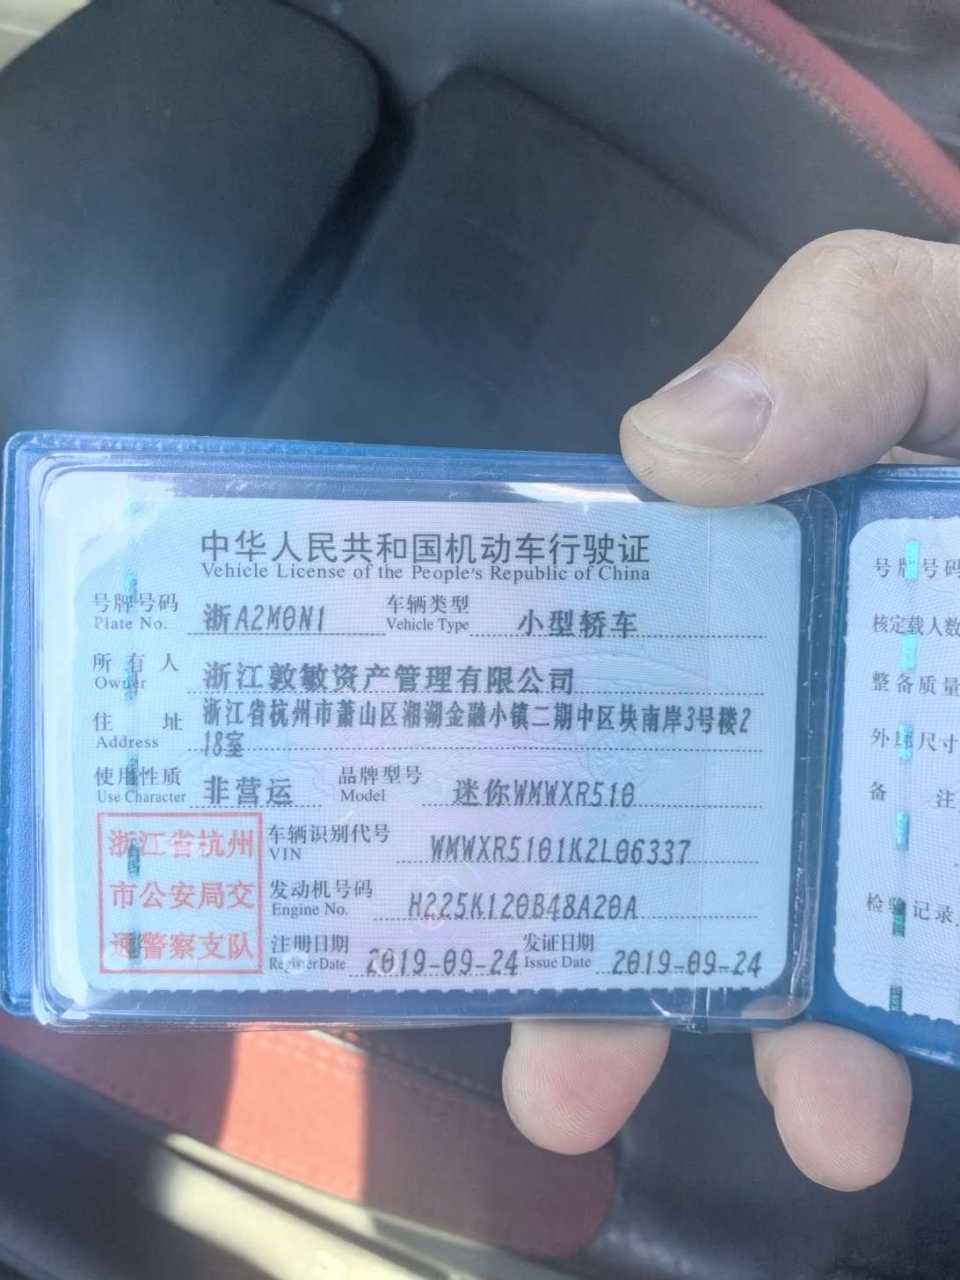 中华人民共和国机动车行驶证
Vehicle License of the People's Republic of China
号牌号码 浙A2M0N1 车辆类型 小型轿车
Plate No. Vehicle Type
所有人 浙江敦敏资产管理有限公司
Owner
住址 浙江省杭州市萧山区湘湖金融小镇二期中区块南岸3号楼2
Address 18室
使用性质 非营运 品牌型号 迷你WMWXR510
Use Character Model
浙江省杭州
市公安局交
通警察支队
车辆识别代号 WMWXR5101K2L06337
VIN
发动机号码 H225K120B48A20A
Engine No.
注册日期 2019-09-24 发证日期 2019-09-24
Register Date Issue Date
号牌号码
核定载人数
整备质量
外廓尺寸
备注
检验记录